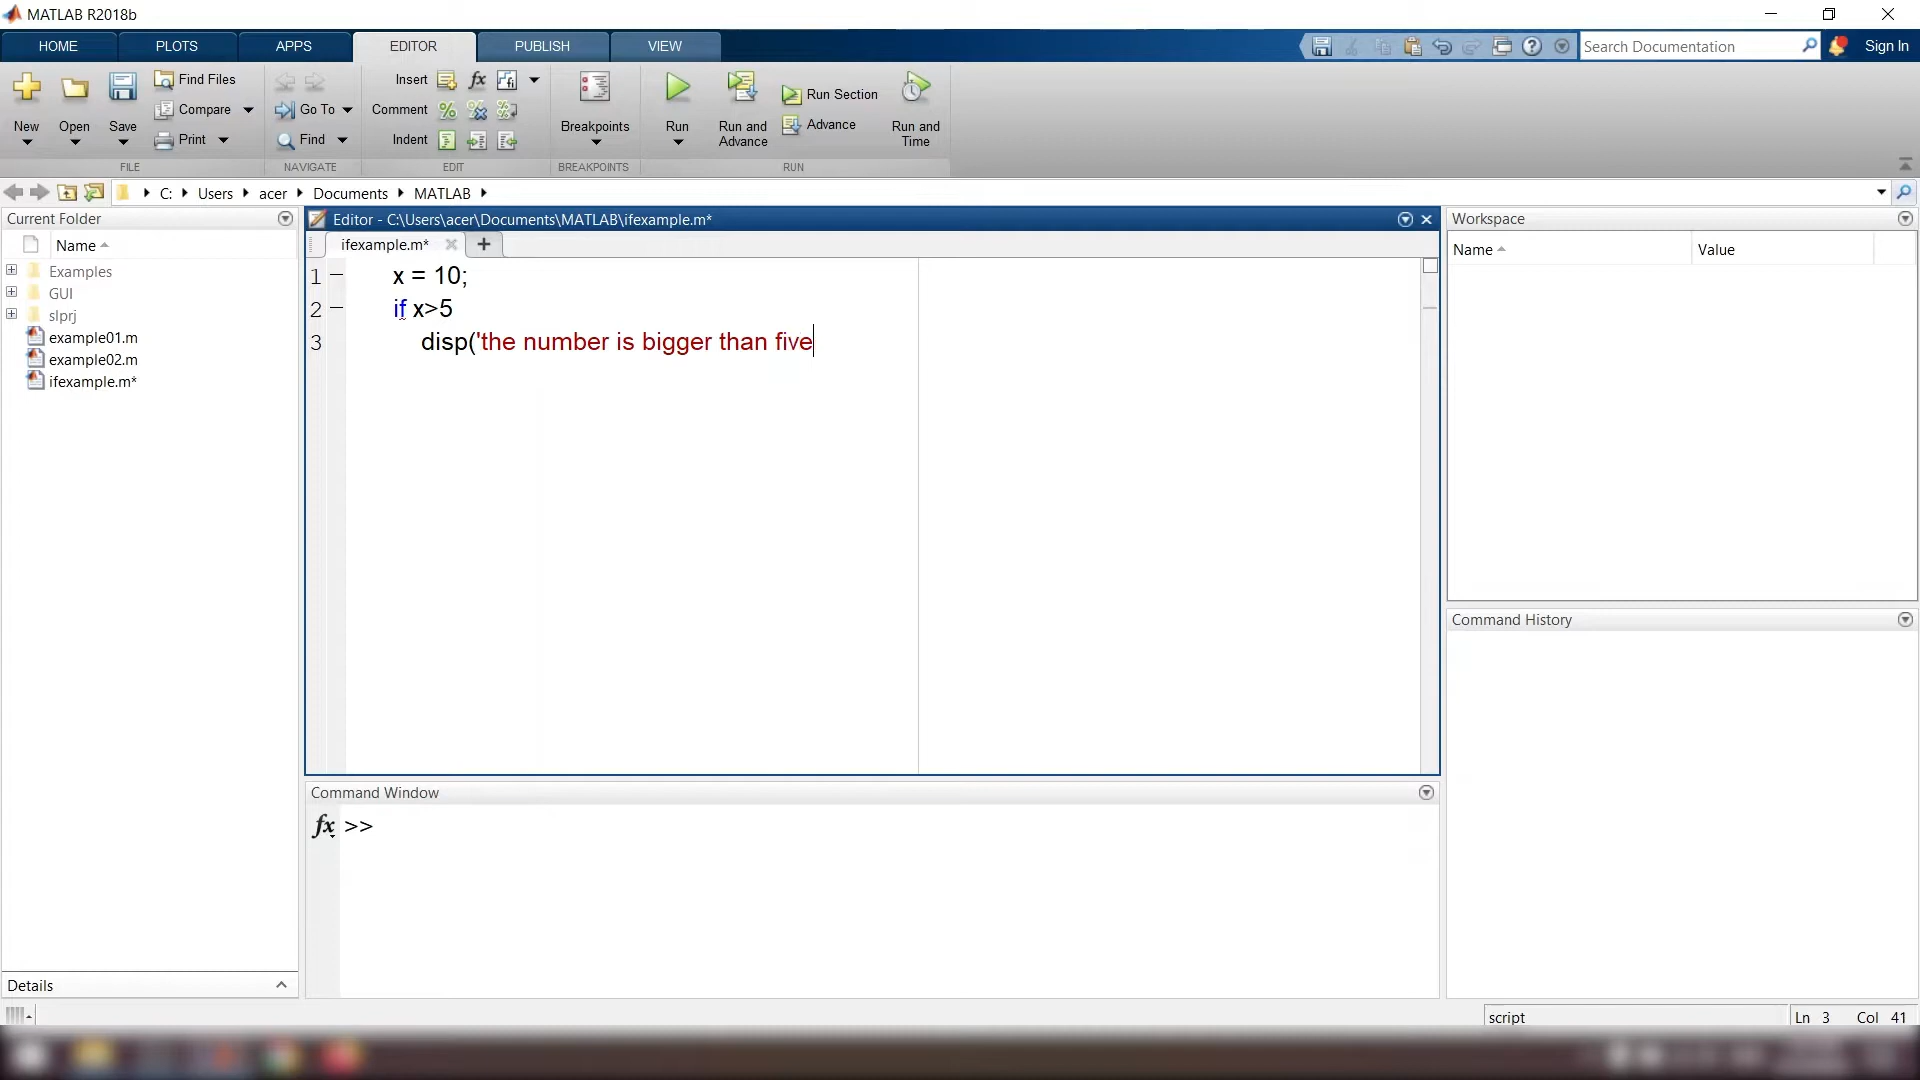 MATLAB R2018b
HOME PLOTS APPS EDITOR PUBLISH VIEW Search Documentation Sign In
New Open Save Find Files Compare Print
Go To Find
Insert fx Comment Indent
Breakpoints
Run Run and Advance Run Section Advance Run and Time
FILE NAVIGATE EDIT BREAKPOINTS RUN
C: Users acer Documents MATLAB
Current Folder
Name
Examples
GUI
slprj
example01.m
example02.m
ifexample.m*
Details
Editor - C:\Users\acer\Documents\MATLAB\ifexample.m*
ifexample.m*
1 x = 10;
2 if x>5
3 disp('the number is bigger than five
Command Window
fx >>
Workspace
Name Value
Command History
script Ln 3 Col 41